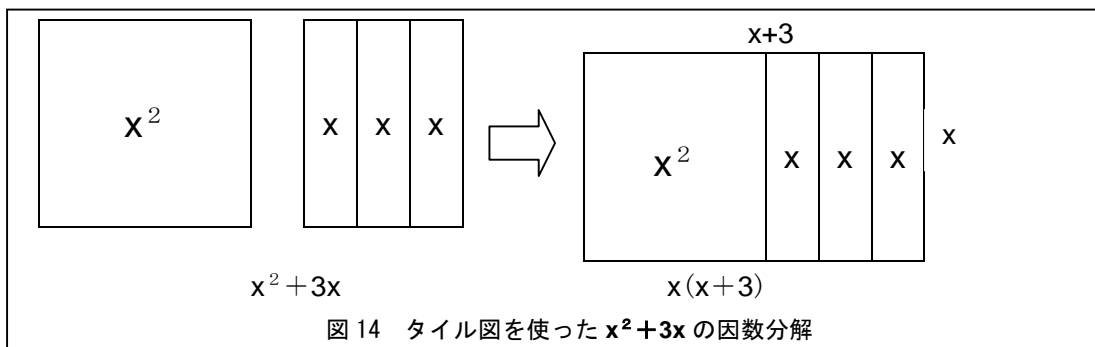 x+3
x² x x x
x² x x x x
x²＋3x x(x＋3)
図 14 タイル図を使った x²＋3x の因数分解